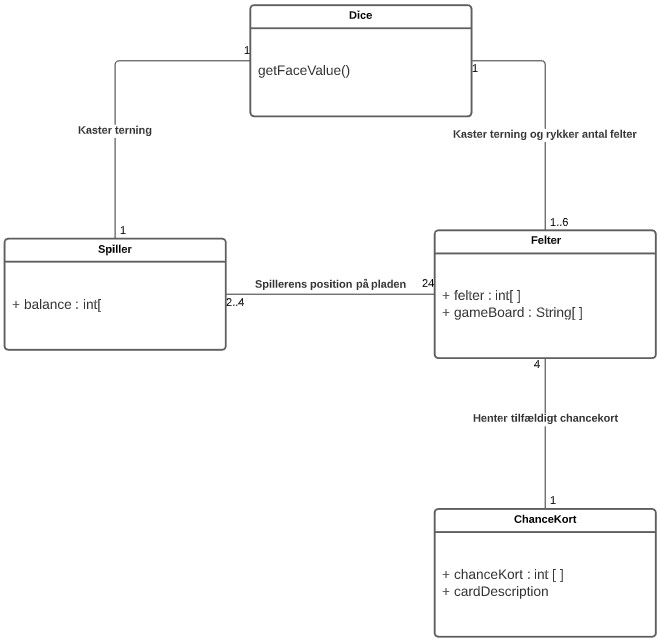 Dice
getFaceValue()
1
1
Kaster terning
Kaster terning og rykker antal felter
1
1..6
Spiller
+ balance : int[
Spillerens position på pladen
2..4
24
Felter
+ felter : int[ ]
+ gameBoard : String[ ]
4
Henter tilfældigt chancekort
1
ChanceKort
+ chanceKort : int [ ]
+ cardDescription